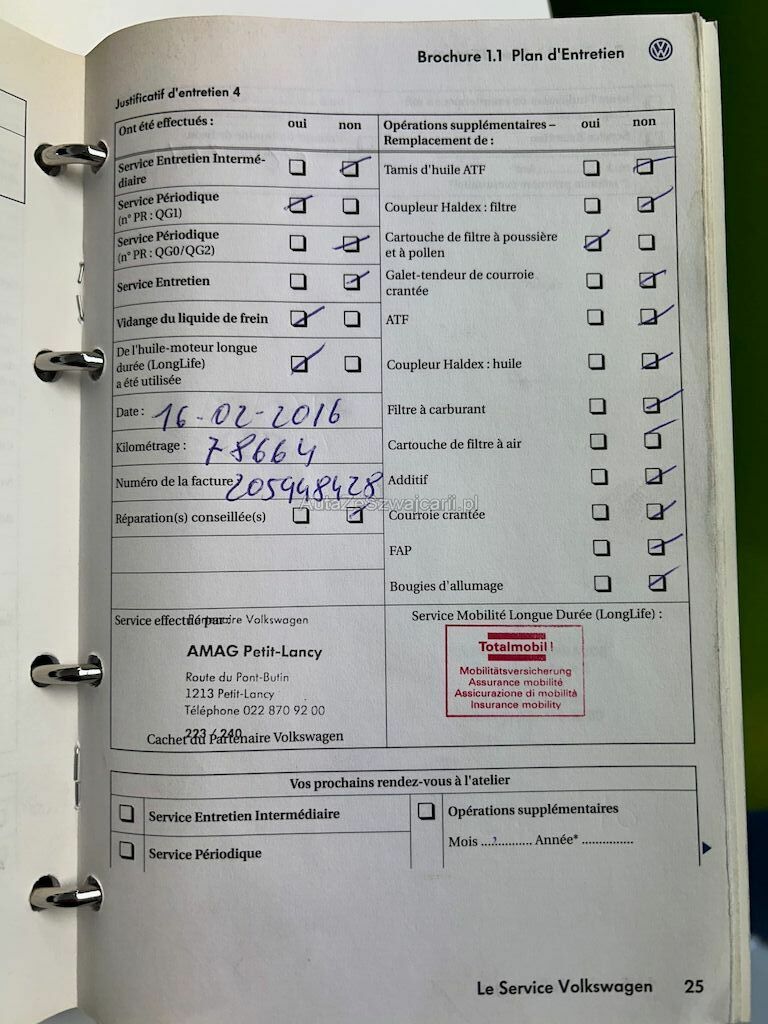 Brochure 1.1 Plan d'Entretien
Justificatif d'entretien 4
Ont été effectués : oui non
Service Entretien Intermé-
diaire
Service Périodique
(n° PR : QG1)
Service Périodique
(n° PR : QG0/QG2)
Service Entretien
Vidange du liquide de frein
De l'huile-moteur longue
durée (LongLife)
a été utilisée
Date : 16-02-2016
Kilométrage : 78664
Numéro de la facture 205948428
Réparation(s) conseillée(s)
Opérations supplémentaires – oui non
Remplacement de :
Tamis d'huile ATF
Coupleur Haldex : filtre
Cartouche de filtre à poussière
et à pollen
Galet-tendeur de courroie
crantée
ATF
Coupleur Haldex : huile
Filtre à carburant
Cartouche de filtre à air
Additif
Courroie crantée
FAP
Bougies d'allumage
AutaZeSzwajcarii.pl
Service effectué par :
Partenaire Volkswagen
AMAG Petit-Lancy
Route du Pont-Butin
1213 Petit-Lancy
Téléphone 022 870 92 00
223 / 240
Cachet du Partenaire Volkswagen
Service Mobilité Longue Durée (LongLife) :
Totalmobil!
Mobilitätsversicherung
Assurance mobilité
Assicurazione di mobilità
Insurance mobility
Vos prochains rendez-vous à l'atelier
Service Entretien Intermédiaire
Service Périodique
Opérations supplémentaires
Mois ............... Année* ...............
Le Service Volkswagen 25